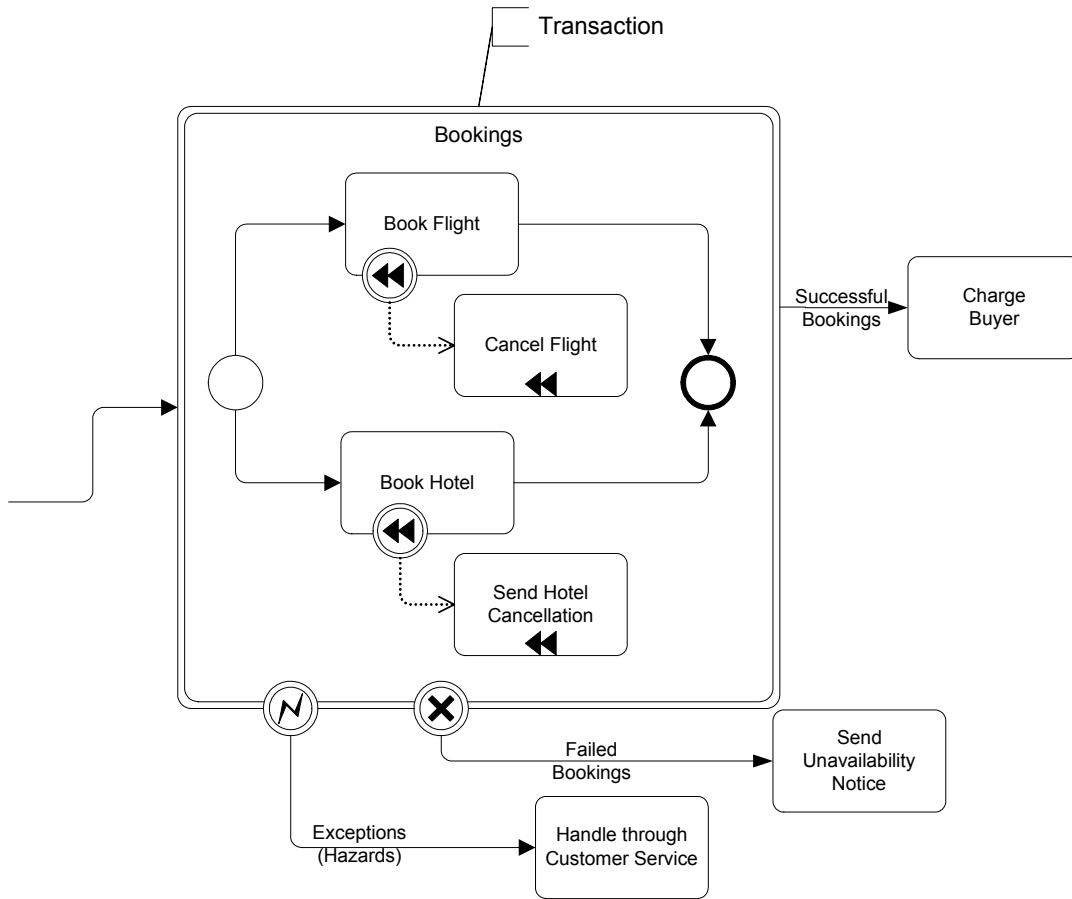 Transaction
Bookings
Book Flight
Cancel Flight
Successful
Bookings
Charge
Buyer
Book Hotel
Send Hotel
Cancellation
Failed
Bookings
Send
Unavailability
Notice
Exceptions
(Hazards)
Handle through
Customer Service